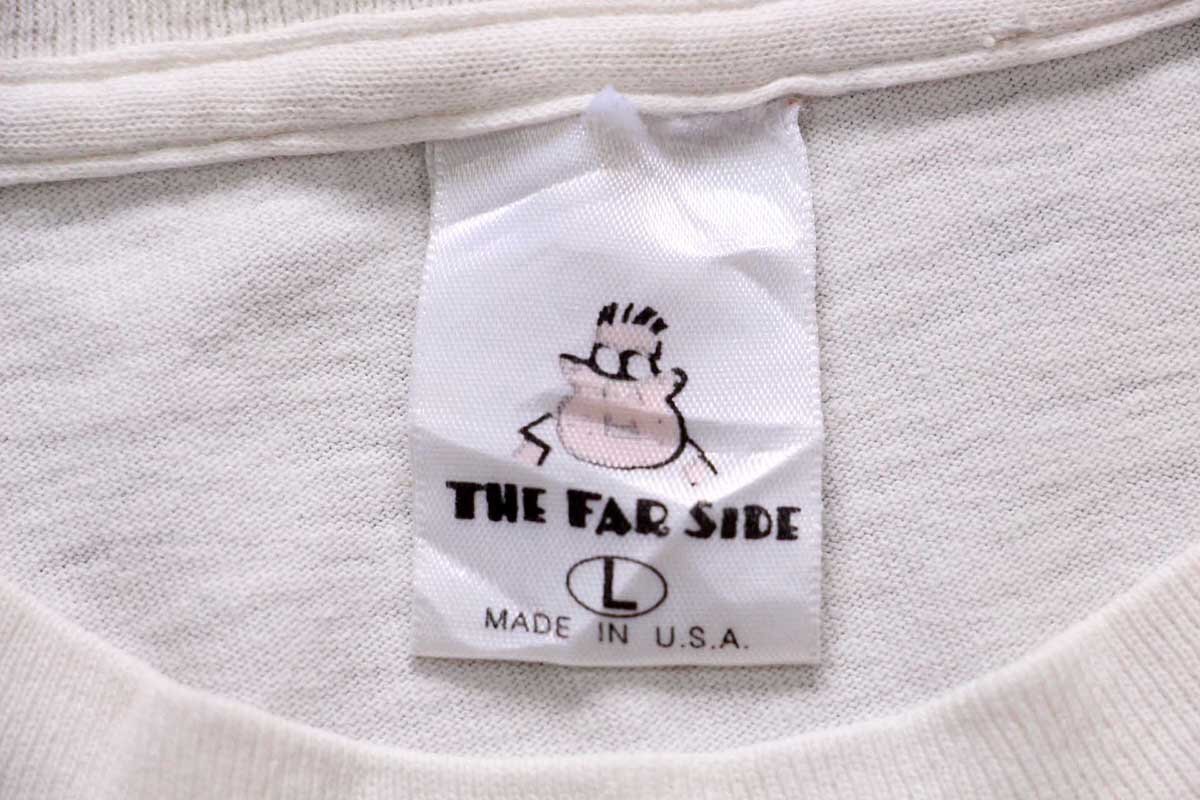 THE FAR SIDE
L
MADE IN U.S.A.